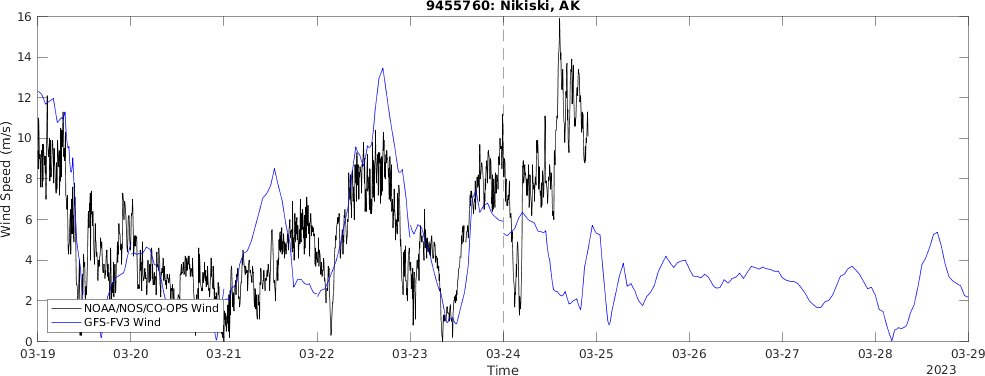 9455760: Nikiski, AK
Wind Speed (m/s)
16
14
12
10
8
6
4
2
0
NOAA/NOS/CO-OPS Wind
GFS-FV3 Wind
03-19 03-20 03-21 03-22 03-23 03-24 03-25 03-26 03-27 03-28 03-29
Time
2023